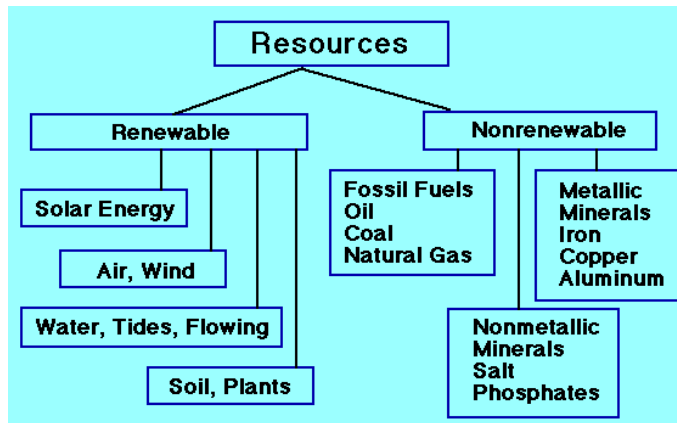 Resources
Renewable
Nonrenewable
Solar Energy
Air, Wind
Water, Tides, Flowing
Soil, Plants
Fossil Fuels
Oil
Coal
Natural Gas
Nonmetallic
Minerals
Salt
Phosphates
Metallic
Minerals
Iron
Copper
Aluminum